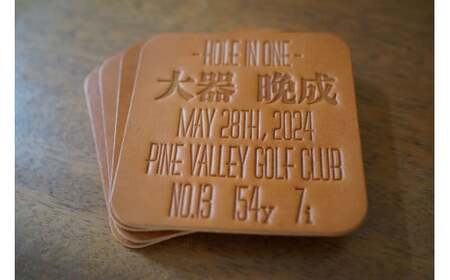 - HOLE IN ONE -
大器 晩成
MAY 28TH, 2024
PINE VALLEY GOLF CLUB
NO.13 154y 7i